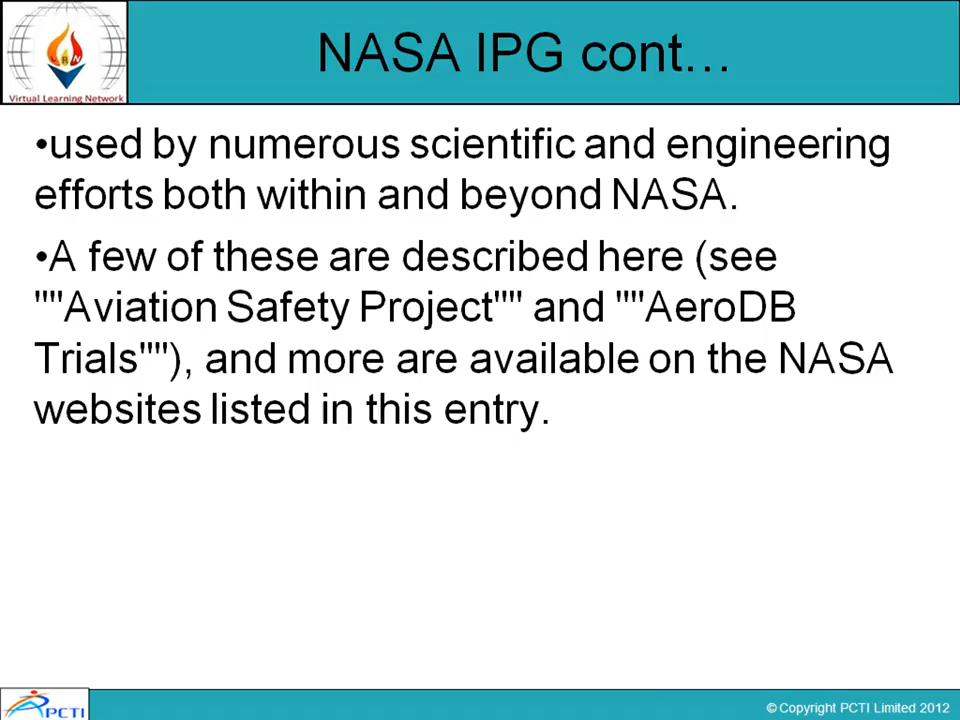 RN
Virtual Learning Network
NASA IPG cont...
•used by numerous scientific and engineering
efforts both within and beyond NASA.
•A few of these are described here (see
""Aviation Safety Project"" and ""AeroDB
Trials""), and more are available on the NASA
websites listed in this entry.
PCTI
© Copyright PCTI Limited 2012